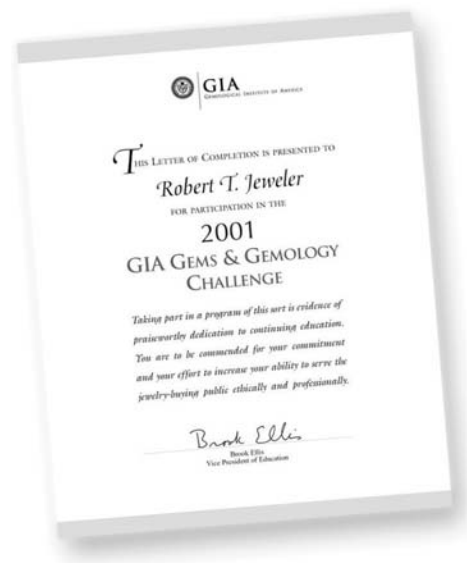 GIA
GEMOLOGICAL INSTITUTE OF AMERICA
THIS LETTER OF COMPLETION IS PRESENTED TO
Robert T. Jeweler
FOR PARTICIPATION IN THE
2001
GIA GEMS & GEMOLOGY
CHALLENGE
Taking part in a program of this sort is evidence of
praiseworthy dedication to continuing education.
You are to be commended for your commitment
and your effort to increase your ability to serve the
jewelry-buying public ethically and professionally.
Brook Ellis
Brook Ellis
Vice President of Education